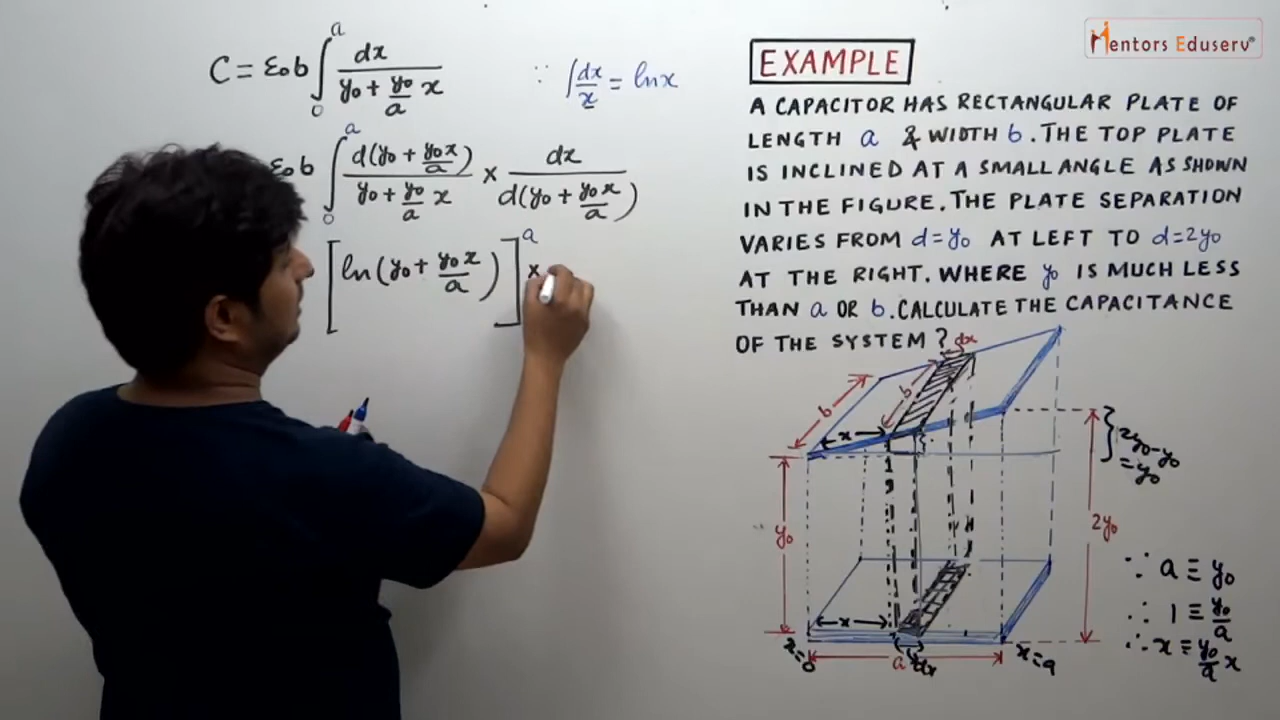 C = ε₀b ∫₀ᵃ dx / (y₀ + y₀/a x)
∵ ∫dx/x = lnx
ε₀b ∫₀ᵃ d(y₀ + y₀x/a) / (y₀ + y₀/a x) × dx / d(y₀ + y₀x/a)
[ln(y₀ + y₀x/a)]ᵃ ×
Mentors Eduserv®
EXAMPLE
A CAPACITOR HAS RECTANGULAR PLATE OF
LENGTH a & WIDTH b. THE TOP PLATE
IS INCLINED AT A SMALL ANGLE AS SHOWN
IN THE FIGURE. THE PLATE SEPARATION
VARIES FROM d=y₀ AT LEFT TO d=2y₀
AT THE RIGHT. WHERE y₀ IS MUCH LESS
THAN a OR b. CALCULATE THE CAPACITANCE
OF THE SYSTEM?
dx
b
b
x
2y₀-y₀
=y₀
y₀
2y₀
x
x=0
a
dx
x=a
∵ a ≡ y₀
∴ 1 ≡ y₀/a
∴ x ≡ y₀/a x